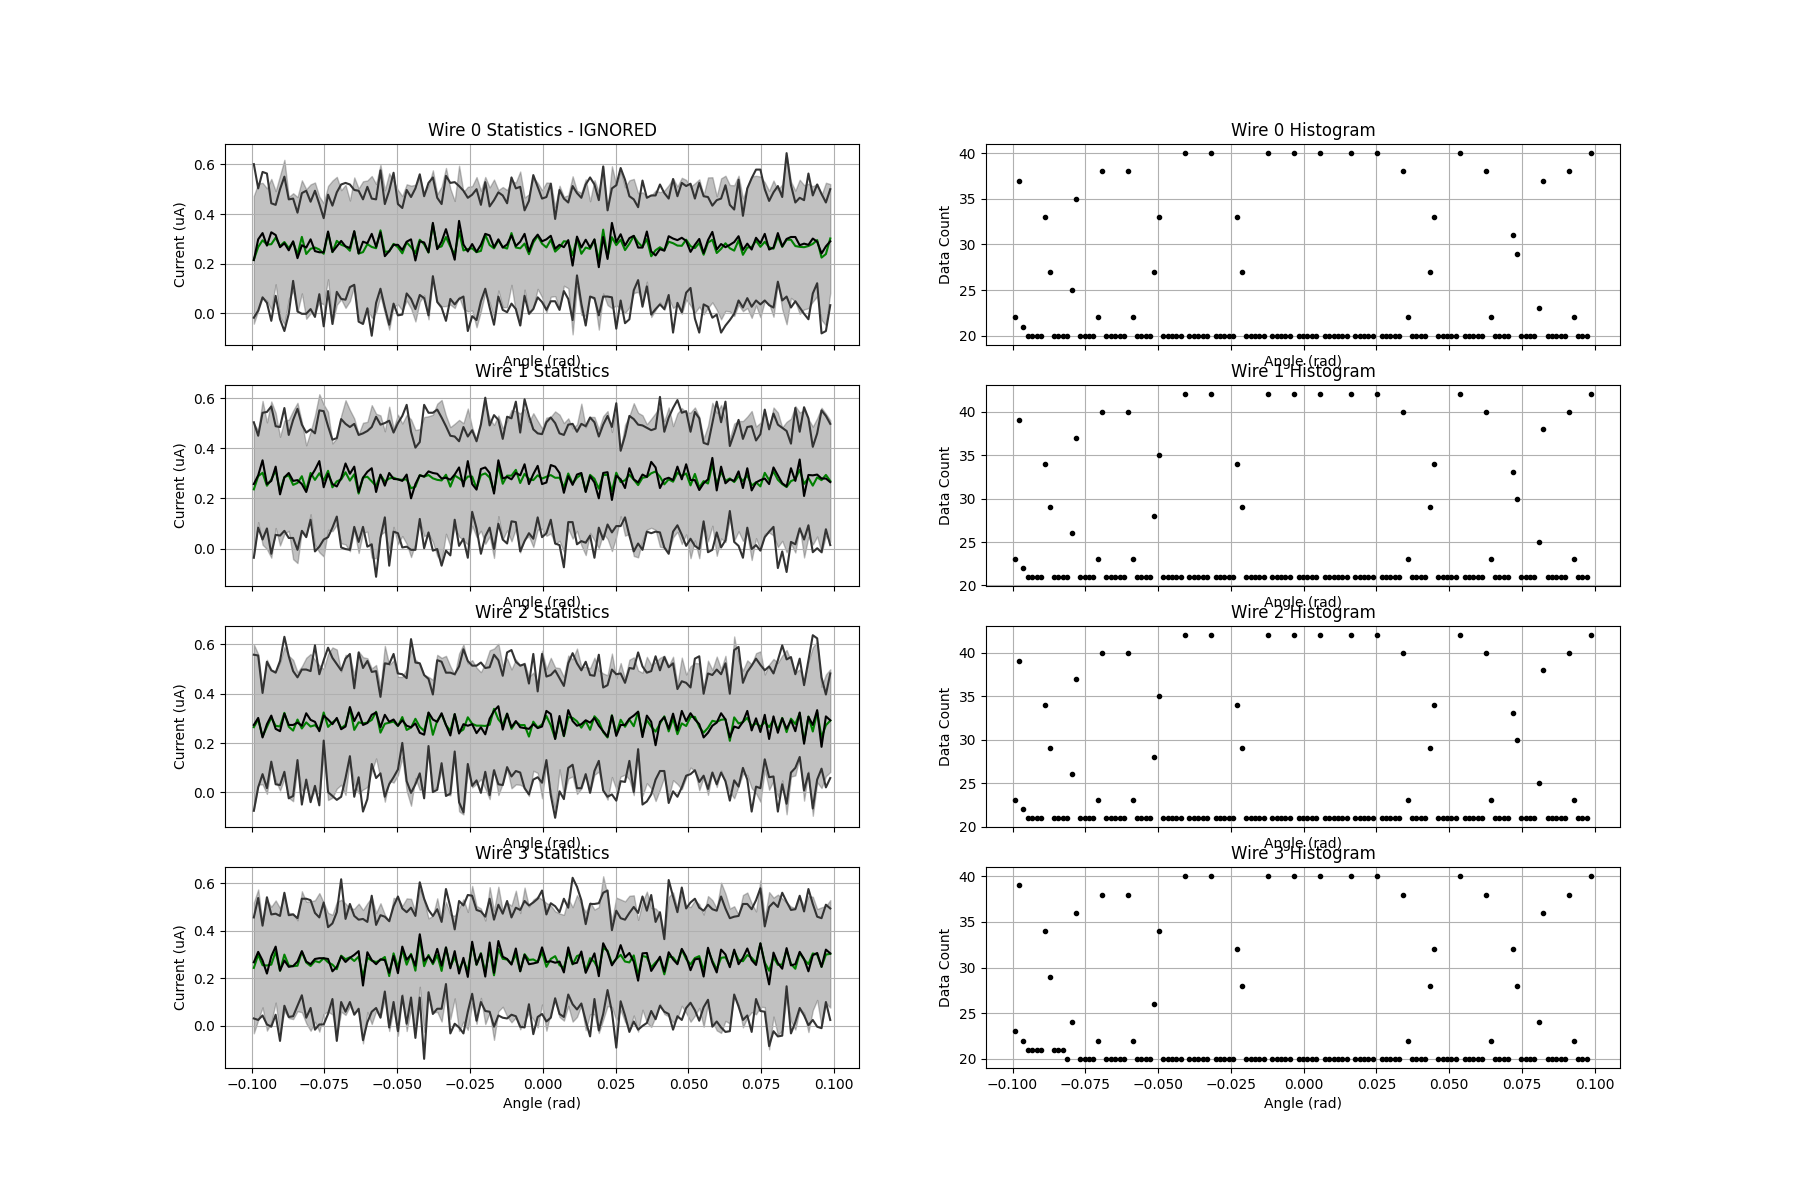 Wire 0 Statistics - IGNORED
Current (uA)
0.6
0.4
0.2
0.0
Angle (rad)
Wire 0 Histogram
Data Count
40
35
30
25
20
Angle (rad)
Wire 1 Statistics
Current (uA)
0.6
0.4
0.2
0.0
Angle (rad)
Wire 1 Histogram
Data Count
40
35
30
25
20
Angle (rad)
Wire 2 Statistics
Current (uA)
0.6
0.4
0.2
0.0
Angle (rad)
Wire 2 Histogram
Data Count
40
35
30
25
20
Angle (rad)
Wire 3 Statistics
Current (uA)
0.6
0.4
0.2
0.0
−0.100 −0.075 −0.050 −0.025 0.000 0.025 0.050 0.075 0.100
Angle (rad)
Wire 3 Histogram
Data Count
40
35
30
25
20
−0.100 −0.075 −0.050 −0.025 0.000 0.025 0.050 0.075 0.100
Angle (rad)